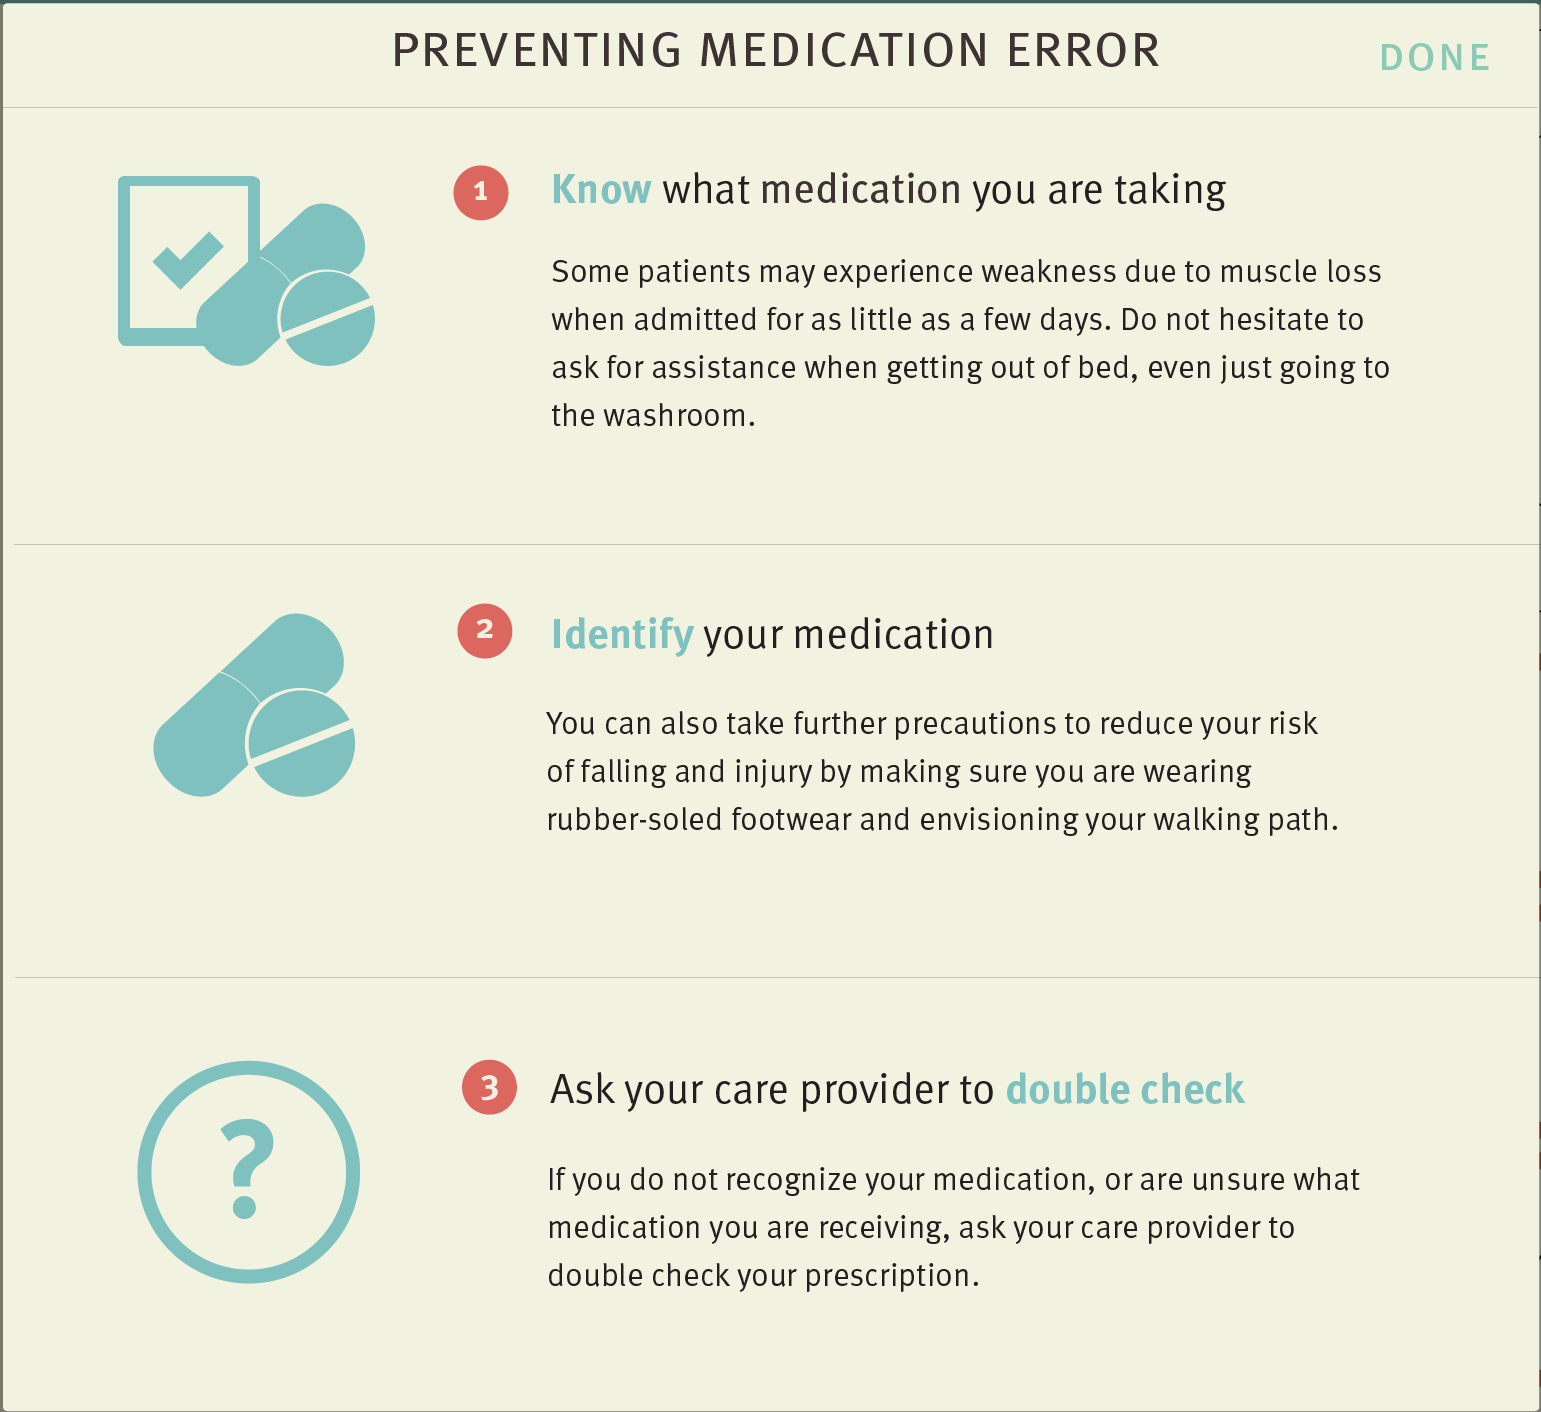 PREVENTING MEDICATION ERROR
DONE
1
Know what medication you are taking
Some patients may experience weakness due to muscle loss
when admitted for as little as a few days. Do not hesitate to
ask for assistance when getting out of bed, even just going to
the washroom.
2
Identify your medication
You can also take further precautions to reduce your risk
of falling and injury by making sure you are wearing
rubber-soled footwear and envisioning your walking path.
?
3
Ask your care provider to double check
If you do not recognize your medication, or are unsure what
medication you are receiving, ask your care provider to
double check your prescription.